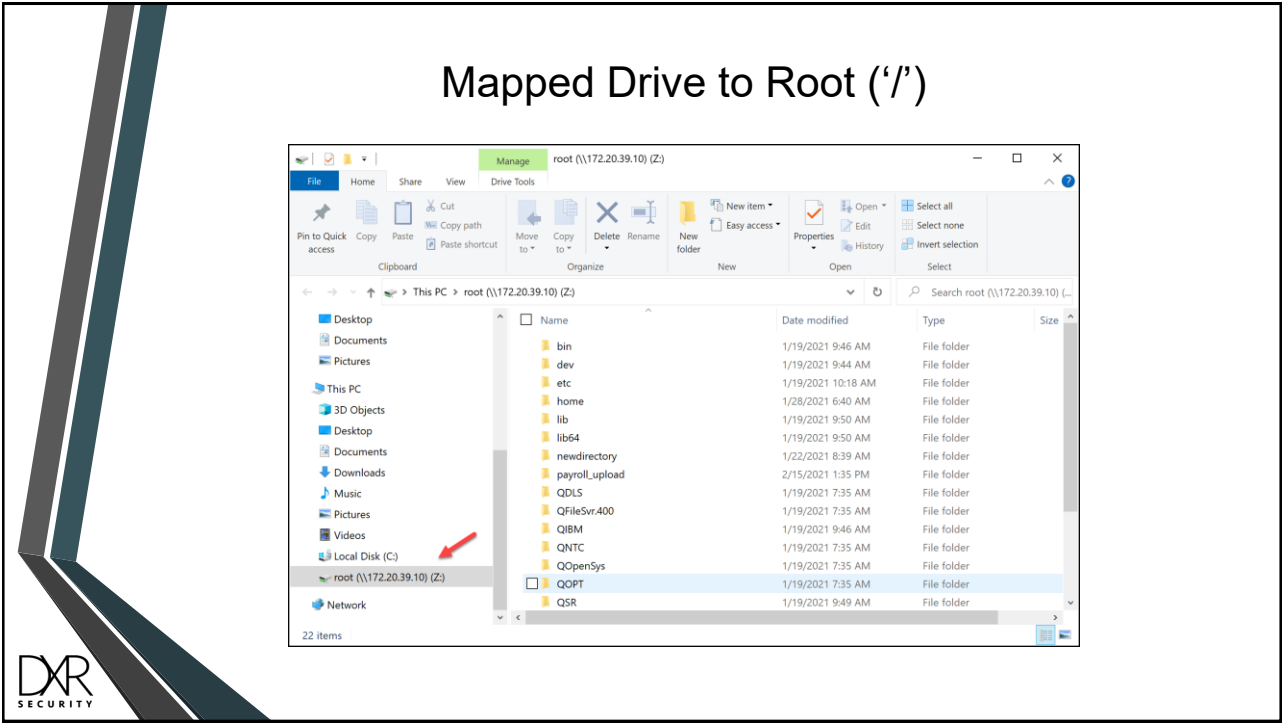 Mapped Drive to Root (‘/’)
Manage root (\\172.20.39.10) (Z:)
File Home Share View Drive Tools
Pin to Quick access
Copy
Paste
Cut
Copy path
Paste shortcut
Clipboard
Move to
Copy to
Delete
Rename
Organize
New folder
New item
Easy access
New
Properties
Open
Edit
History
Open
Select all
Select none
Invert selection
Select
This PC > root (\\172.20.39.10) (Z:)
Search root (\\172.20.39.10) (...
Desktop
Documents
Pictures
This PC
3D Objects
Desktop
Documents
Downloads
Music
Pictures
Videos
Local Disk (C:)
root (\\172.20.39.10) (Z:)
Network
Name Date modified Type Size
bin 1/19/2021 9:46 AM File folder
dev 1/19/2021 9:44 AM File folder
etc 1/19/2021 10:18 AM File folder
home 1/28/2021 6:40 AM File folder
lib 1/19/2021 9:50 AM File folder
lib64 1/19/2021 9:50 AM File folder
newdirectory 1/22/2021 8:39 AM File folder
payroll_upload 2/15/2021 1:35 PM File folder
QDLS 1/19/2021 7:35 AM File folder
QFileSvr.400 1/19/2021 7:35 AM File folder
QIBM 1/19/2021 9:46 AM File folder
QNTC 1/19/2021 7:35 AM File folder
QOpenSys 1/19/2021 7:35 AM File folder
QOPT 1/19/2021 7:35 AM File folder
QSR 1/19/2021 9:49 AM File folder
22 items
DXR
SECURITY